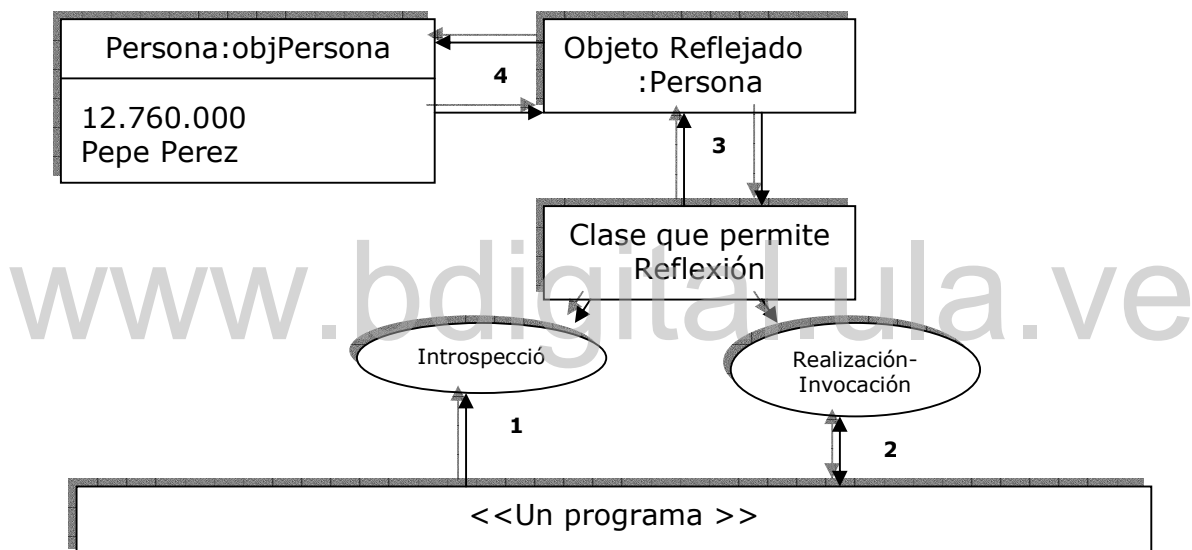 Persona:objPersona
12.760.000
Pepe Perez
4
Objeto Reflejado
:Persona
3
Clase que permite
Reflexión
www.bdigital.ula.ve
Introspecció
Realización-
Invocación
1
2
<<Un programa >>